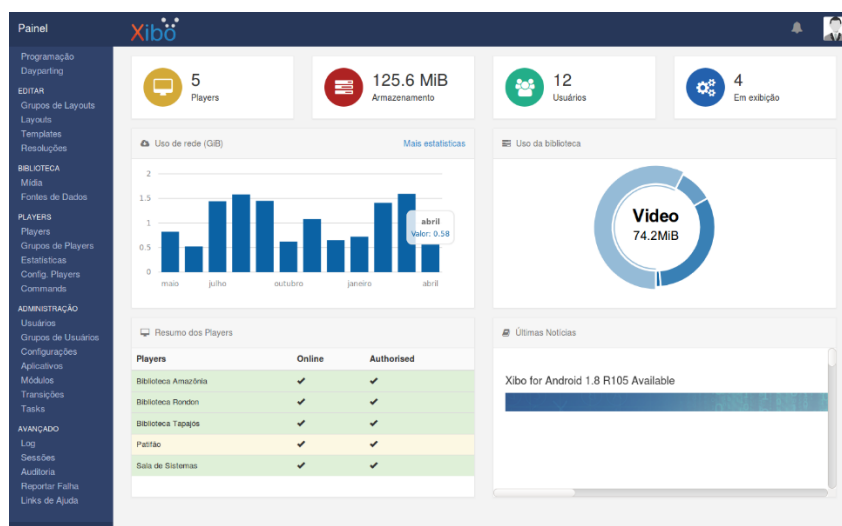 Painel
Xibo
Programação
Dayparting
EDITAR
Grupos de Layouts
Layouts
Templates
Resoluções
BIBLIOTECA
Mídia
Fontes de Dados
PLAYERS
Players
Grupos de Players
Estatísticas
Config. Players
Commands
ADMINISTRAÇÃO
Usuários
Grupos de Usuários
Configurações
Aplicativos
Módulos
Transições
Tasks
AVANÇADO
Log
Sessões
Auditoria
Reportar Falha
Links de Ajuda
5
Players
125.6 MiB
Armazenamento
12
Usuários
4
Em exibição
Uso de rede (GiB) Mais estatísticas
2
1.5
1
0.5
0
maio julho outubro janeiro abril
abril
Valor: 0.58
Uso da biblioteca
Video
74.2MiB
Resumo dos Players
Players Online Authorised
Biblioteca Amazônia
Biblioteca Rondon
Biblioteca Tapajós
Patifão
Sala de Sistemas
Últimas Notícias
Xibo for Android 1.8 R105 Available